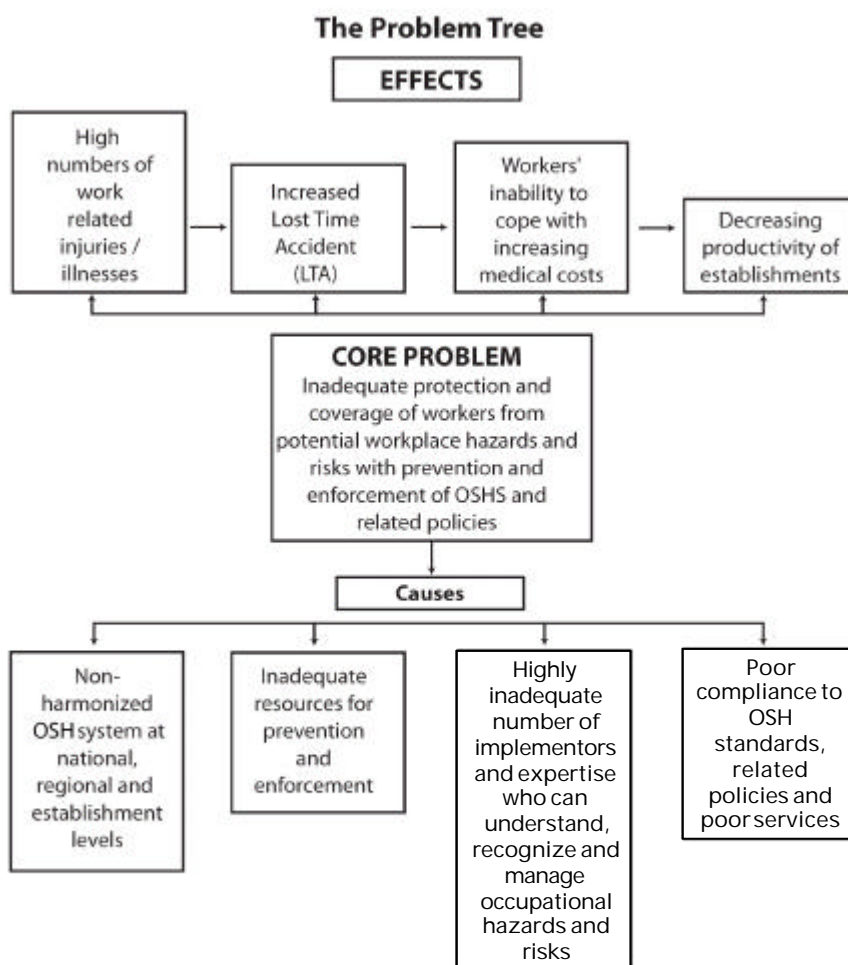 The Problem Tree
EFFECTS
High
numbers of
work
related
injuries /
illnesses
Increased
Lost Time
Accident
(LTA)
Workers'
inability to
cope with
increasing
medical costs
Decreasing
productivity of
establishments
CORE PROBLEM
Inadequate protection and
coverage of workers from
potential workplace hazards and
risks with prevention and
enforcement of OSHS and
related policies
Causes
Non-
harmonized
OSH system at
national,
regional and
establishment
levels
Inadequate
resources for
prevention
and
enforcement
Highly
inadequate
number of
implementors
and expertise
who can
understand,
recognize and
manage
occupational
hazards and
risks
Poor
compliance to
OSH
standards,
related
policies and
poor services